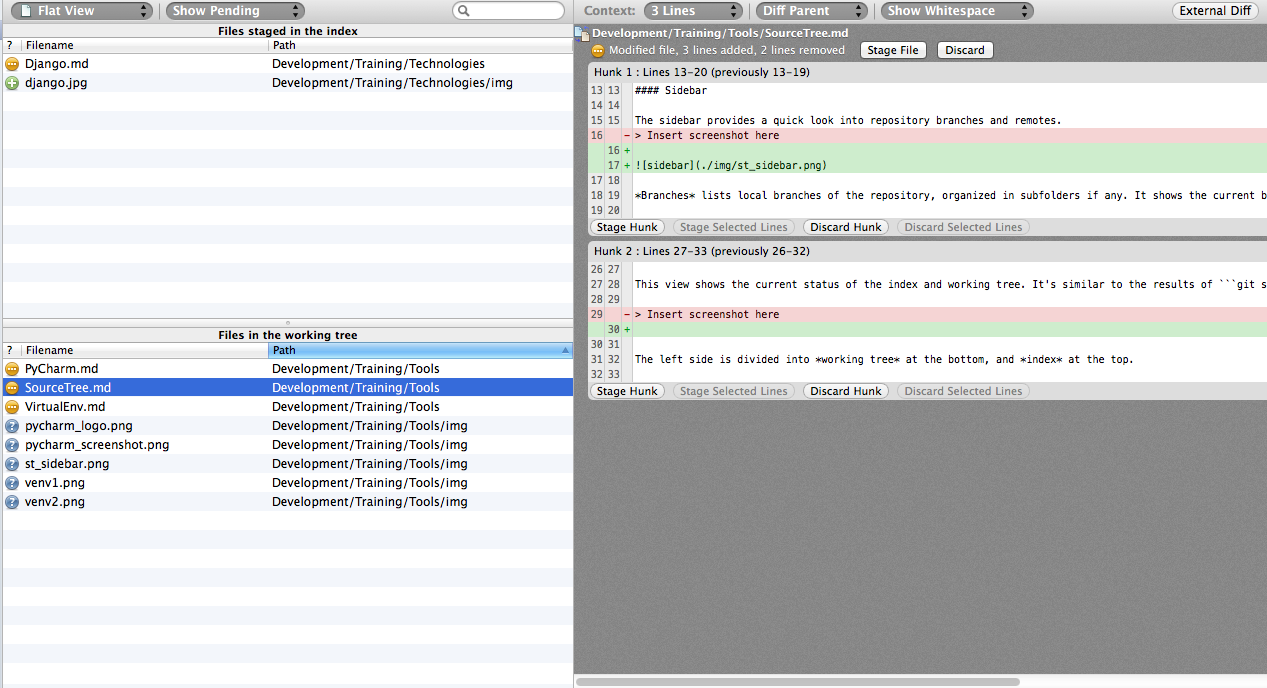 Flat View Show Pending
Files staged in the index
? Filename Path
Django.md Development/Training/Technologies
django.jpg Development/Training/Technologies/img
Files in the working tree
? Filename Path
PyCharm.md Development/Training/Tools
SourceTree.md Development/Training/Tools
VirtualEnv.md Development/Training/Tools
pycharm_logo.png Development/Training/Tools/img
pycharm_screenshot.png Development/Training/Tools/img
st_sidebar.png Development/Training/Tools/img
venv1.png Development/Training/Tools/img
venv2.png Development/Training/Tools/img
Context: 3 Lines Diff Parent Show Whitespace External Diff
Development/Training/Tools/SourceTree.md
Modified file, 3 lines added, 2 lines removed Stage File Discard
Hunk 1 : Lines 13-20 (previously 13-19)
13 13 #### Sidebar
14 14
15 15 The sidebar provides a quick look into repository branches and remotes.
16 - > Insert screenshot here
16 +
17 + ![sidebar](./img/st_sidebar.png)
17 18
18 19 *Branches* lists local branches of the repository, organized in subfolders if any. It shows the current b
19 20
Stage Hunk Stage Selected Lines Discard Hunk Discard Selected Lines
Hunk 2 : Lines 27-33 (previously 26-32)
26 27
27 28 This view shows the current status of the index and working tree. It's similar to the results of ```git s
28 29
29 - > Insert screenshot here
30 +
30 31
31 32 The left side is divided into *working tree* at the bottom, and *index* at the top.
32 33
Stage Hunk Stage Selected Lines Discard Hunk Discard Selected Lines